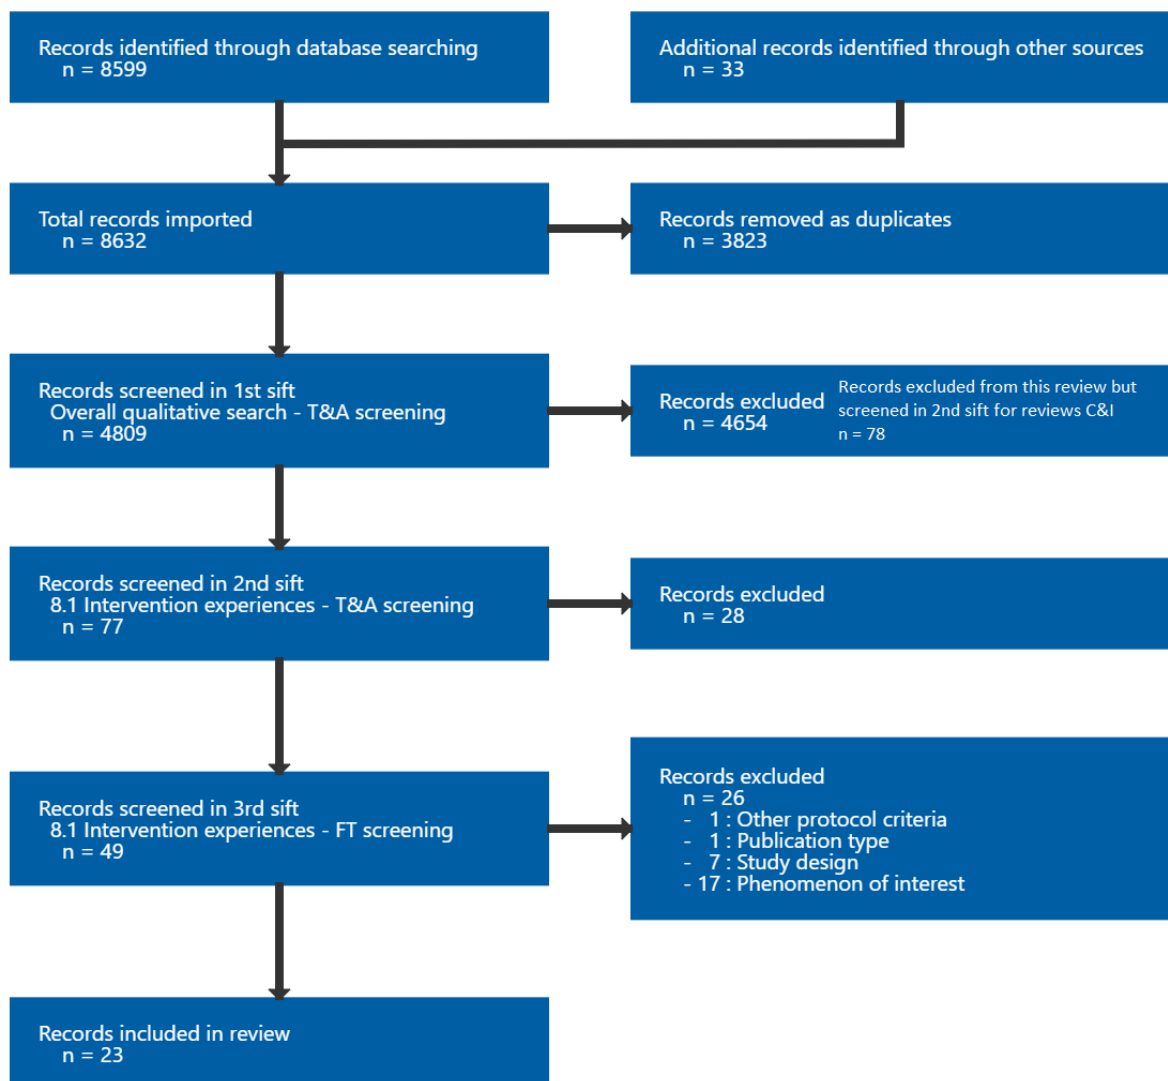 Records identified through database searching
n = 8599
Additional records identified through other sources
n = 33
Total records imported
n = 8632
Records removed as duplicates
n = 3823
Records screened in 1st sift
Overall qualitative search - T&A screening
n = 4809
Records excluded
n = 4654
Records excluded from this review but
screened in 2nd sift for reviews C&I
n = 78
Records screened in 2nd sift
8.1 Intervention experiences - T&A screening
n = 77
Records excluded
n = 28
Records screened in 3rd sift
8.1 Intervention experiences - FT screening
n = 49
Records excluded
n = 26
- 1 : Other protocol criteria
- 1 : Publication type
- 7 : Study design
- 17 : Phenomenon of interest
Records included in review
n = 23